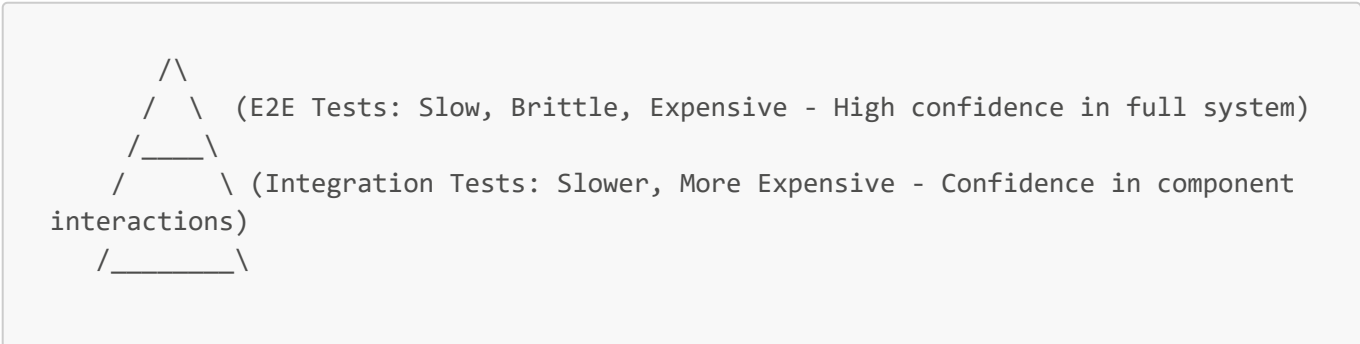 /\
/  \  (E2E Tests: Slow, Brittle, Expensive - High confidence in full system)
/____\
/      \ (Integration Tests: Slower, More Expensive - Confidence in component
interactions)
/________\